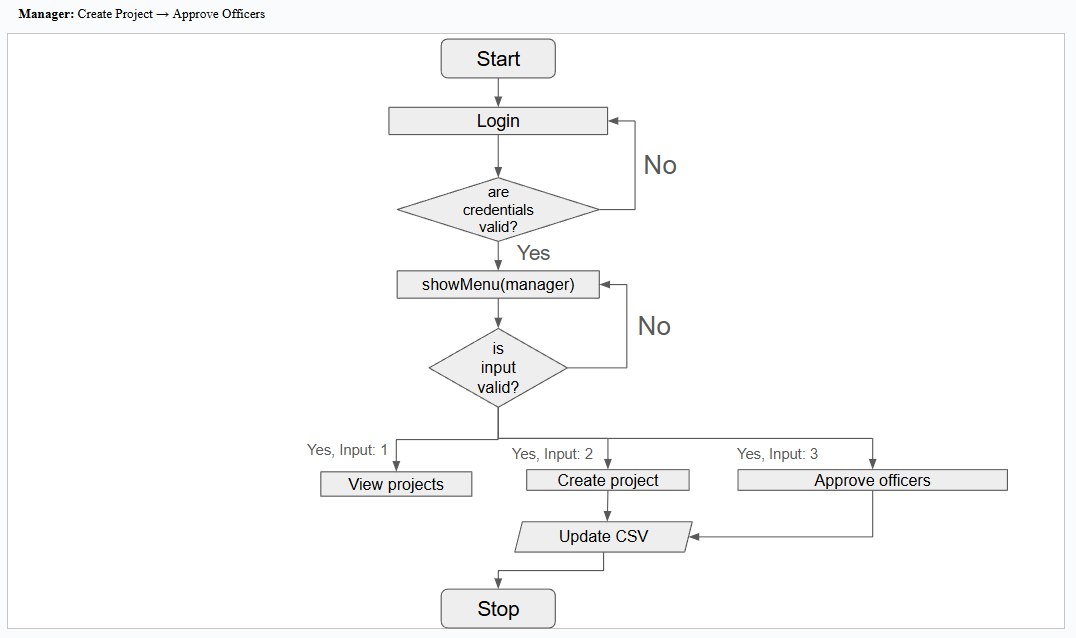 Manager: Create Project → Approve Officers
Start
Login
No
are
credentials
valid?
Yes
showMenu(manager)
No
is
input
valid?
Yes, Input: 1
Yes, Input: 2
Yes, Input: 3
View projects
Create project
Approve officers
Update CSV
Stop